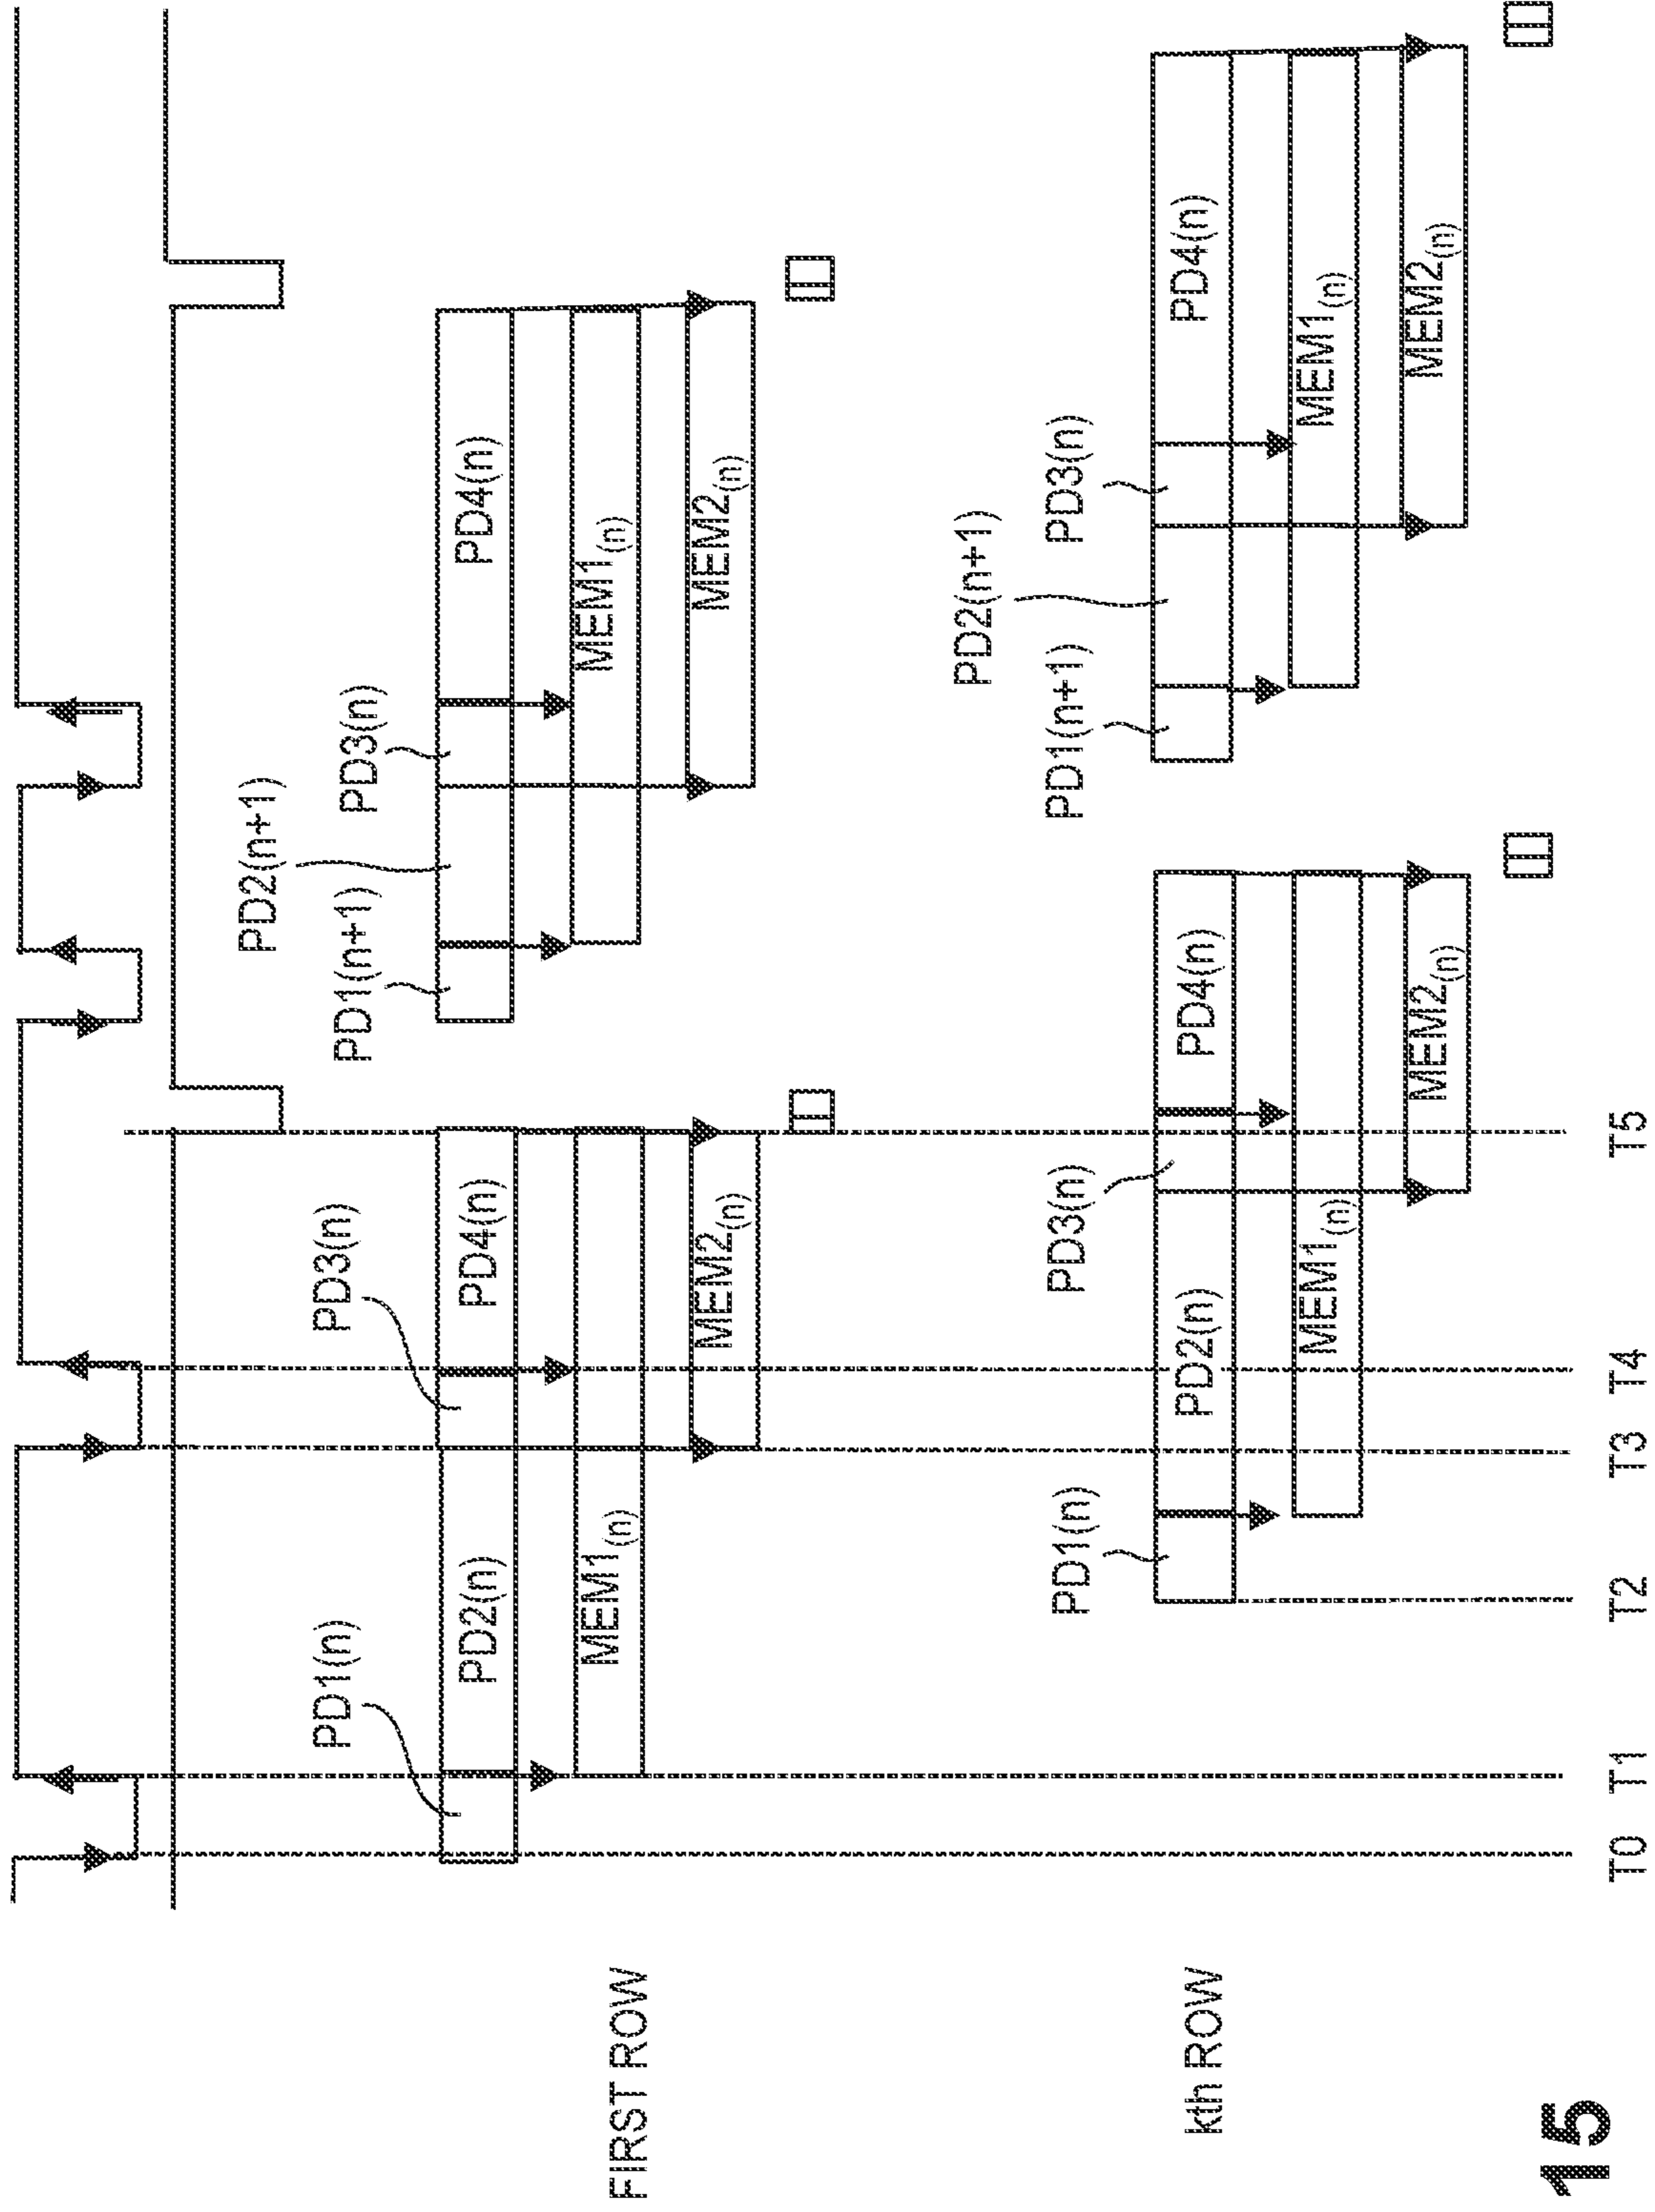 PD1(n)
PD3(n)
PD2(n+1)
PD1(n+1)
PD3(n)
PD2(n)
PD4(n)
PD4(n)
FIRST ROW
MEM1(n)
MEM1(n)
MEM2(n)
MEM2(n)
PD2(n+1)
PD1(n)
PD3(n)
PD1(n+1)
PD3(n)
kth ROW
PD2(n)
PD4(n)
PD4(n)
MEM1(n)
MEM1(n)
MEM2(n)
MEM2(n)
T0
T1
T2
T3
T4
T5
15